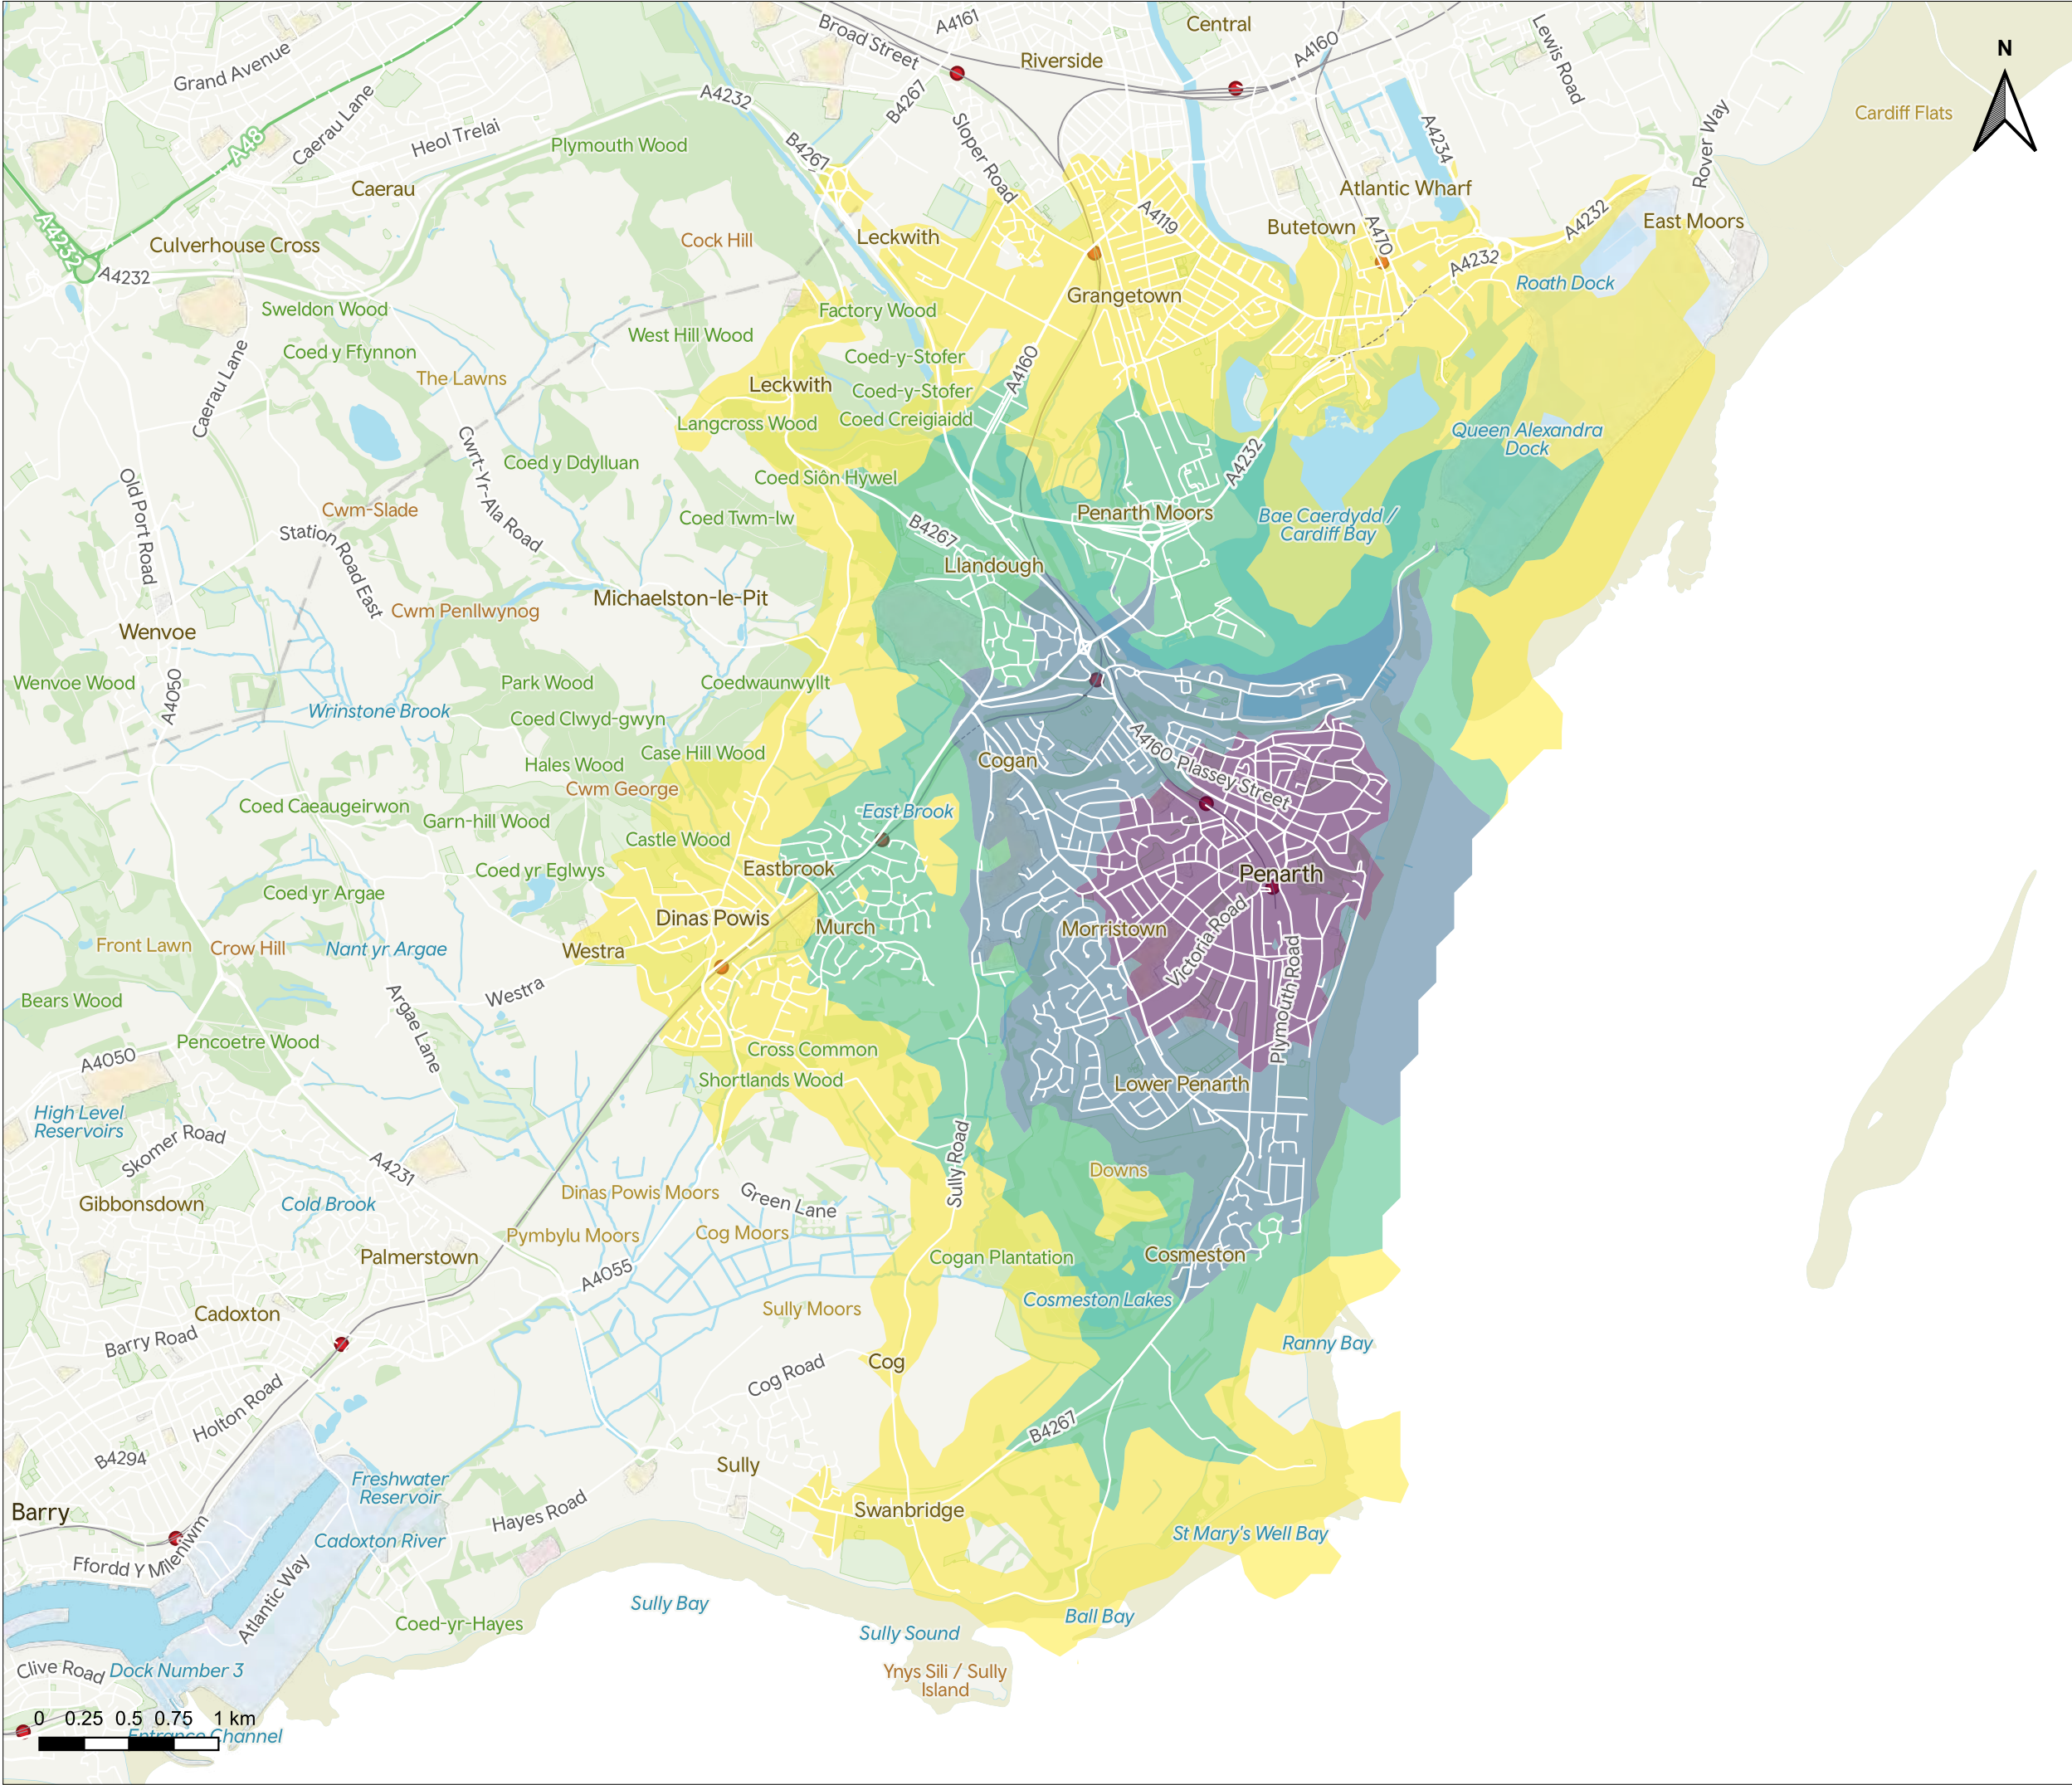 Central
A4161
Broad Street
A4160
Riverside
Lewis Road
N
Grand Avenue
A4232
B4267
Cardiff Flats
Caerau Lane
A48
Heol Trelai
Plymouth Wood
B4267
Sloper Road
A4234
Rover Way
Caerau
Atlantic Wharf
A4119
Butetown
A470
A4232
East Moors
A4232
Culverhouse Cross
Cock Hill
Leckwith
A4232
A4232
Roath Dock
Grangetown
Sweldon Wood
Factory Wood
West Hill Wood
Coed y Ffynnon
Coed-y-Stofer
A4160
The Lawns
Leckwith
Coed-y-Stofer
Caerau Lane
Langcross Wood
Coed Creigiaidd
Queen Alexandra
Dock
Cwrt-Yr-Ala Road
Coed y Ddylluan
Coed Siôn Hywel
A4232
Old Port Road
Cwm-Slade
Coed Twm-lw
Penarth Moors
Bae Caerdydd /
Cardiff Bay
Station Road East
B4267
Llandough
Michaelston-le-Pit
Cwm Penllwynog
Wenvoe
Wenvoe Wood
A4050
Park Wood
Coedwaunwyllt
Wrinstone Brook
Coed Clwyd-gwyn
Case Hill Wood
Cogan
A4160
Plassey Street
Hales Wood
Cwm George
Coed Caeaugeirwon
Garn-hill Wood
East Brook
Castle Wood
Coed yr Eglwys
Eastbrook
Penarth
Coed yr Argae
Dinas Powis
Murch
Morristown
Victoria Road
Front Lawn
Crow Hill
Nant yr Argae
Westra
Plymouth Road
Bears Wood
Argae Lane
Westra
Pencoetre Wood
Cross Common
A4050
Shortlands Wood
Lower Penarth
High Level
Reservoirs
Skomer Road
A4231
Sully Road
Downs
Gibbonsdown
Cold Brook
Dinas Powis Moors
Green Lane
Pymbylu Moors
Cog Moors
Palmerstown
Cogan Plantation
Cosmeston
A4055
Cosmeston Lakes
Cadoxton
Sully Moors
Barry Road
Ranny Bay
Cog
Cog Road
Holton Road
B4267
B4294
Sully
Freshwater
Reservoir
Barry
Hayes Road
Swanbridge
Cadoxton River
St Mary's Well Bay
Ffordd Y Mileniwm
Atlantic Way
Sully Bay
Ball Bay
Coed-yr-Hayes
Sully Sound
Clive Road
Dock Number 3
Ynys Sili / Sully
Island
0 0.25 0.5 0.75 1 km
Entrance Channel